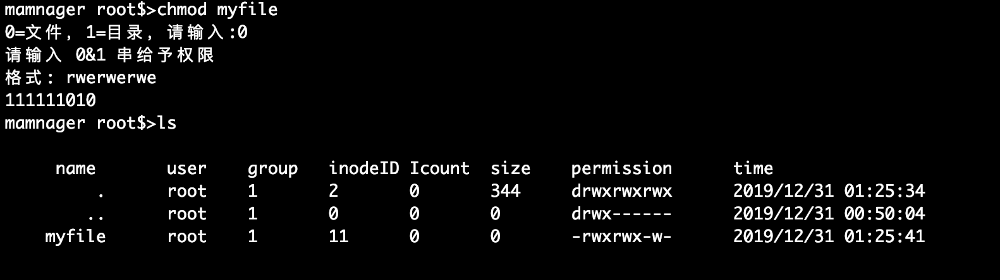 mamnager root$>chmod myfile
0=文件, 1=目录, 请输入:0
请输入 0&1 串给予权限
格式: rwerwerwe
111111010
mamnager root$>ls
name user group inodeID Icount size permission time
. root 1 2 0 344 drwxrwxrwx 2019/12/31 01:25:34
.. root 1 0 0 0 drwx------ 2019/12/31 00:50:04
myfile root 1 11 0 0 -rwxrwx-w- 2019/12/31 01:25:41